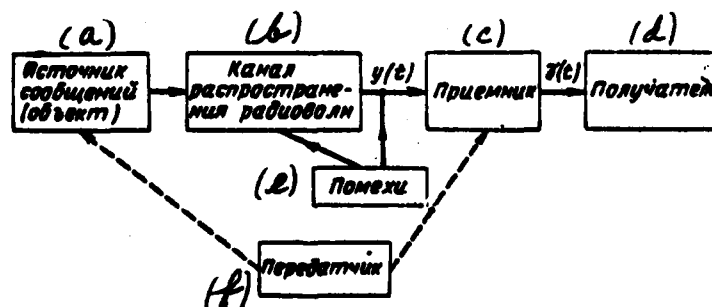 (a)
Источник
сообщений
(объект)
(b)
Канал
распростране-
ния радиоволн
y(t)
(c)
Приемник
γ(t)
(d)
Получатель
(e)
Помехи
(f)
Передатчик